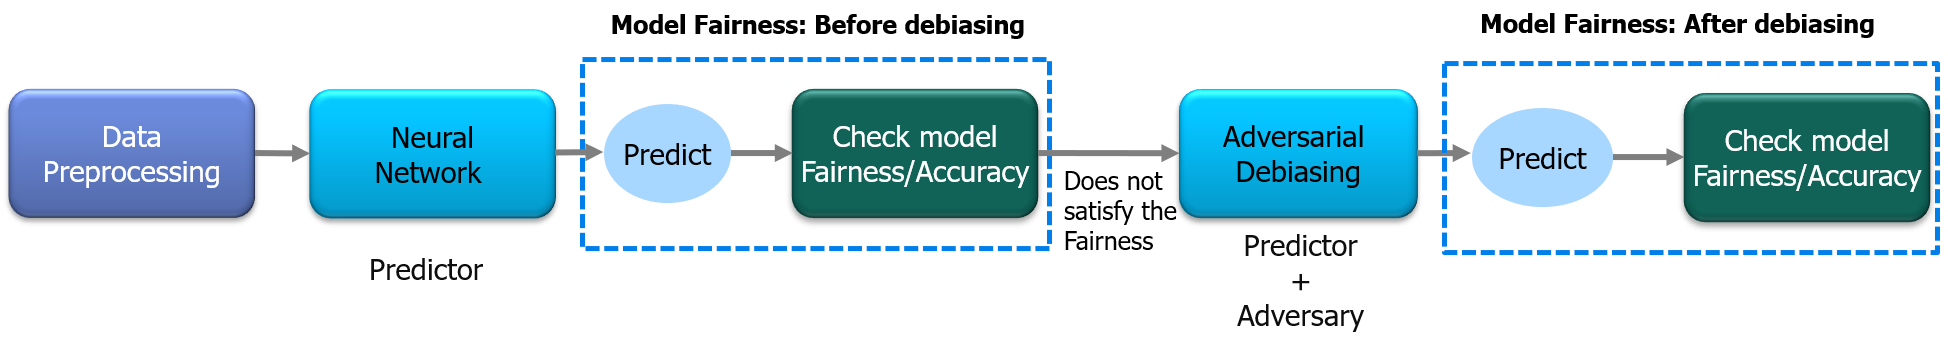 Model Fairness: Before debiasing
Model Fairness: After debiasing
Data
Preprocessing
Neural
Network
Predictor
Predict
Check model
Fairness/Accuracy
Does not
satisfy the
Fairness
Adversarial
Debiasing
Predictor
+
Adversary
Predict
Check model
Fairness/Accuracy